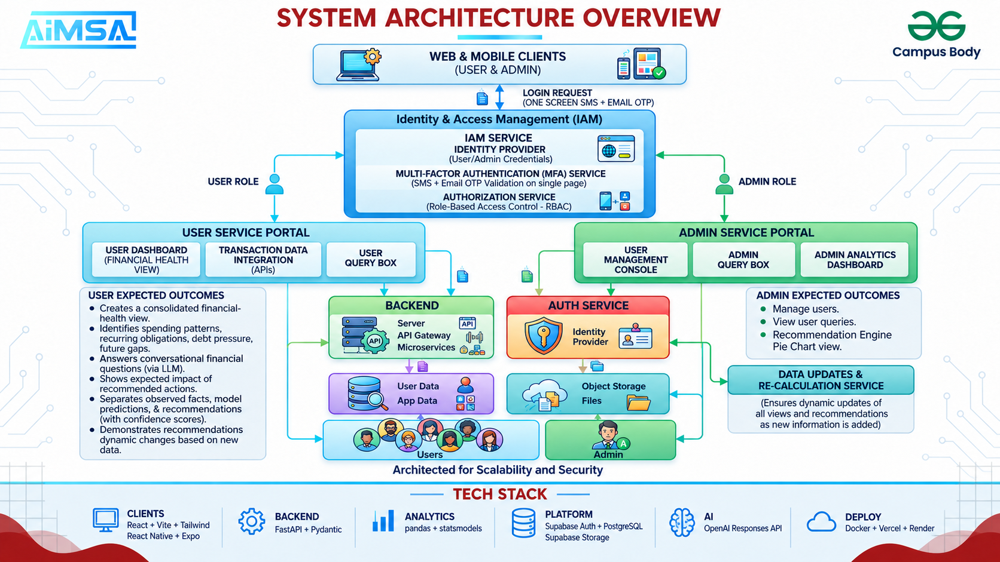 AiMSA
SYSTEM ARCHITECTURE OVERVIEW
Campus Body
WEB & MOBILE CLIENTS
(USER & ADMIN)
LOGIN REQUEST
(ONE SCREEN SMS + EMAIL OTP)
Identity & Access Management (IAM)
IAM SERVICE
IDENTITY PROVIDER
(User/Admin Credentials)
MULTI-FACTOR AUTHENTICATION (MFA) SERVICE
(SMS + Email OTP Validation on single page)
AUTHORIZATION SERVICE
(Role-Based Access Control - RBAC)
USER ROLE
ADMIN ROLE
USER SERVICE PORTAL
USER DASHBOARD
(FINANCIAL HEALTH
VIEW)
TRANSACTION DATA
INTEGRATION
(APIs)
USER
QUERY BOX
ADMIN SERVICE PORTAL
USER
MANAGEMENT
CONSOLE
ADMIN
QUERY BOX
ADMIN ANALYTICS
DASHBOARD
USER EXPECTED OUTCOMES
• Creates a consolidated financial-
health view.
• Identifies spending patterns,
recurring obligations, debt pressure,
future gaps.
• Answers conversational financial
questions (via LLM).
• Shows expected impact of
recommended actions.
• Separates observed facts, model
predictions, & recommendations
(with confidence scores).
• Demonstrates recommendations
dynamic changes based on new
data.
BACKEND
Server
API Gateway
Microservices
API
API
AUTH SERVICE
Identity
Provider
User Data
App Data
Object Storage
Files
Users
A
Admin
ADMIN EXPECTED OUTCOMES
• Manage users.
• View user queries.
• Recommendation Engine
Pie Chart view.
DATA UPDATES &
RE-CALCULATION SERVICE
(Ensures dynamic updates of
all views and recommendations
as new information is added)
Architected for Scalability and Security
TECH STACK
CLIENTS
React + Vite + Tailwind
React Native + Expo
BACKEND
FastAPI + Pydantic
ANALYTICS
pandas + statsmodels
PLATFORM
Supabase Auth + PostgreSQL
Supabase Storage
AI
OpenAI Responses API
DEPLOY
Docker + Vercel + Render